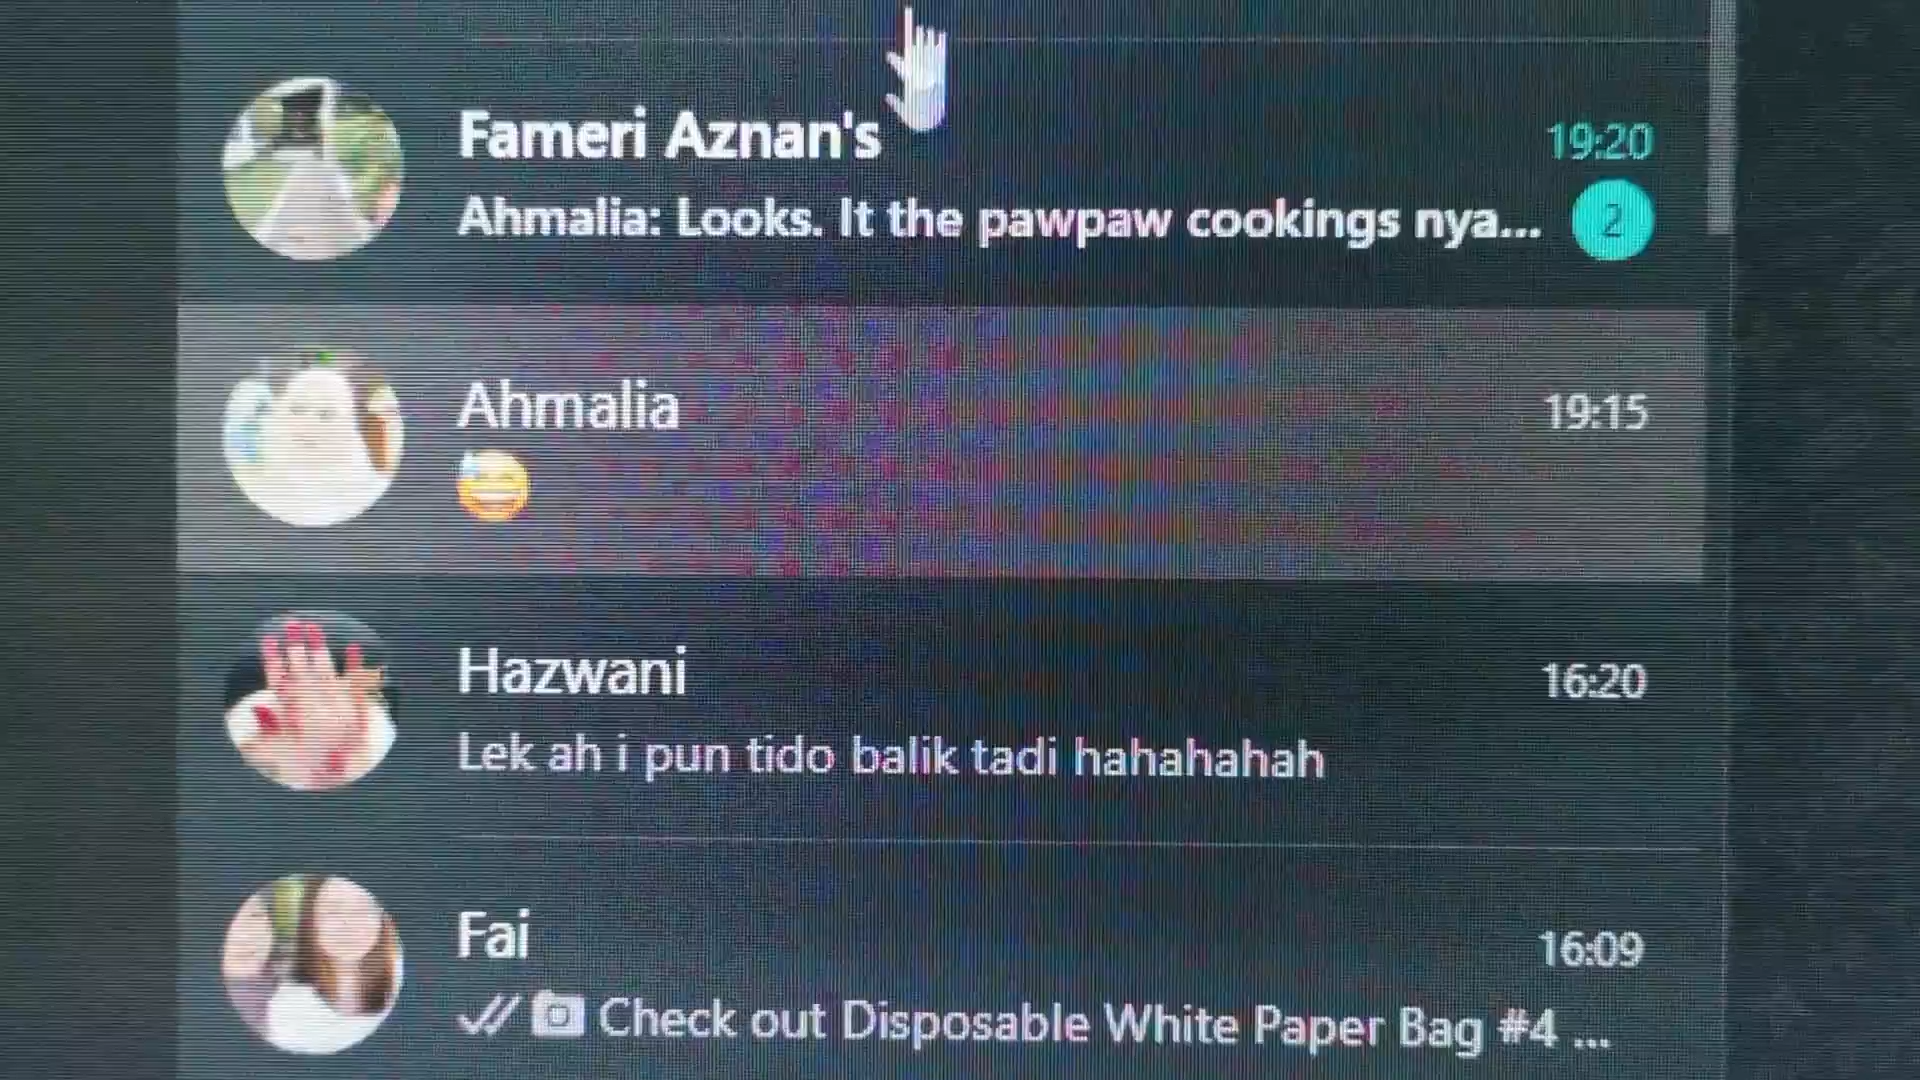 Fameri Aznan's
19:20
Ahmalia: Looks. It the pawpaw cookings nya...
2
Ahmalia
19:15
😅
Hazwani
16:20
Lek ah i pun tido balik tadi hahahahah
Fai
16:09
Check out Disposable White Paper Bag #4 ...